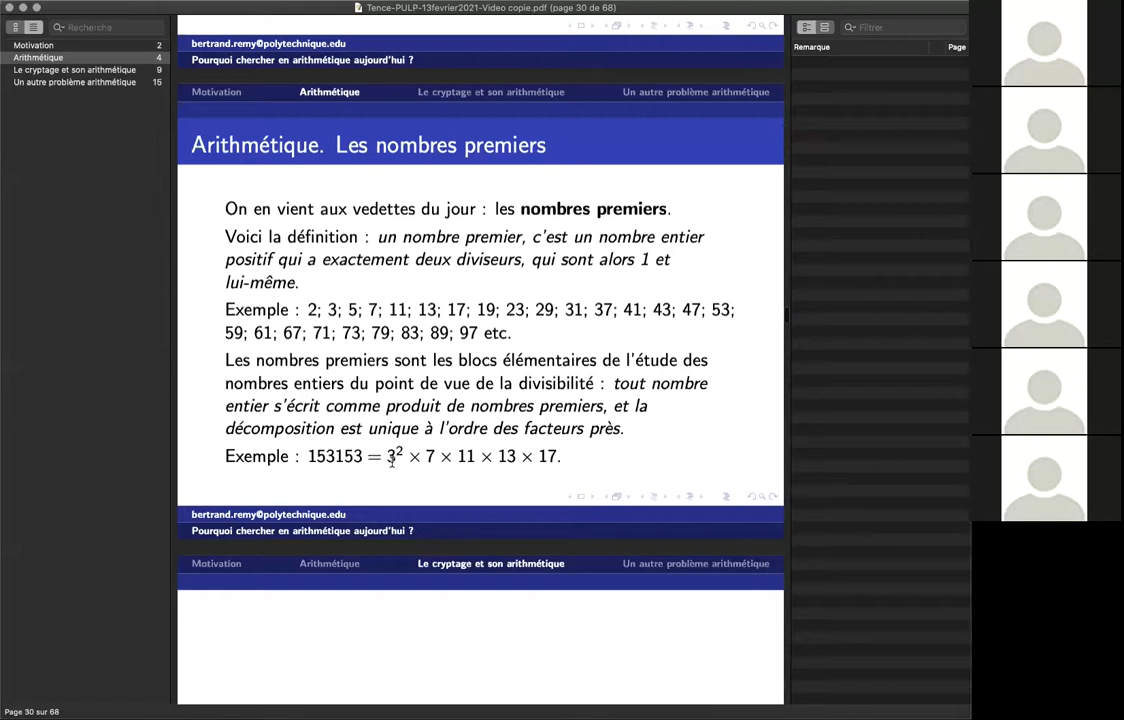 Tence-PULP-13fevrier2021-Video copie.pdf (page 30 de 68)
Recherche
Motivation 2
Arithmétique 4
Le cryptage et son arithmétique 9
Un autre problème arithmétique 15
bertrand.remy@polytechnique.edu
Pourquoi chercher en arithmétique aujourd'hui ?
Motivation Arithmétique Le cryptage et son arithmétique Un autre problème arithmétique
Arithmétique. Les nombres premiers
On en vient aux vedettes du jour : les nombres premiers.
Voici la définition : un nombre premier, c'est un nombre entier
positif qui a exactement deux diviseurs, qui sont alors 1 et
lui-même.
Exemple : 2; 3; 5; 7; 11; 13; 17; 19; 23; 29; 31; 37; 41; 43; 47; 53;
59; 61; 67; 71; 73; 79; 83; 89; 97 etc.
Les nombres premiers sont les blocs élémentaires de l'étude des
nombres entiers du point de vue de la divisibilité : tout nombre
entier s'écrit comme produit de nombres premiers, et la
décomposition est unique à l'ordre des facteurs près.
Exemple : 153153 = 3² × 7 × 11 × 13 × 17.
bertrand.remy@polytechnique.edu
Pourquoi chercher en arithmétique aujourd'hui ?
Motivation Arithmétique Le cryptage et son arithmétique Un autre problème arithmétique
Filtrer
Remarque Page
Page 30 sur 68